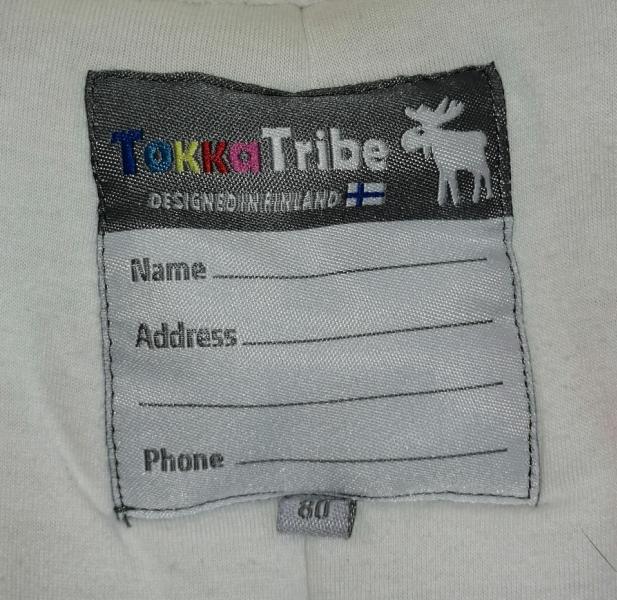 TokkaTribe
DESIGNED IN FINLAND
Name
Address
Phone
80